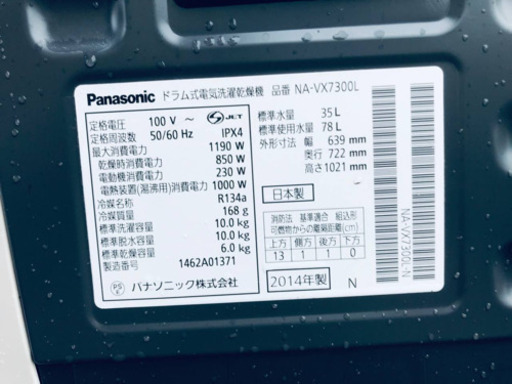 Panasonic ドラム式電気洗濯乾燥機 品番 NA-VX7300L
定格電圧 100 V ～
定格周波数 50/60 Hz
JET
IPX4
最大消費電力 1190 W
乾燥時消費電力 850 W
電動機消費電力 230 W
電熱装置(湯沸用)消費電力 1000 W
冷媒名称 R134a
冷媒質量 168 g
標準洗濯容量 10.0 kg
標準脱水容量 10.0 kg
標準乾燥容量 6.0 kg
製造番号 1462A01371
PSE パナソニック株式会社
標準水量 35 L
標準使用水量 78 L
外形寸法 幅 639 mm
奥行 722 mm
高さ 1021 mm
日本製
消防法 基準適合 組込形
可燃物からの離隔距離(cm)
上方 側方 後方 下方
13 1 1 0
2014年製 N
NA-VX7300L-N